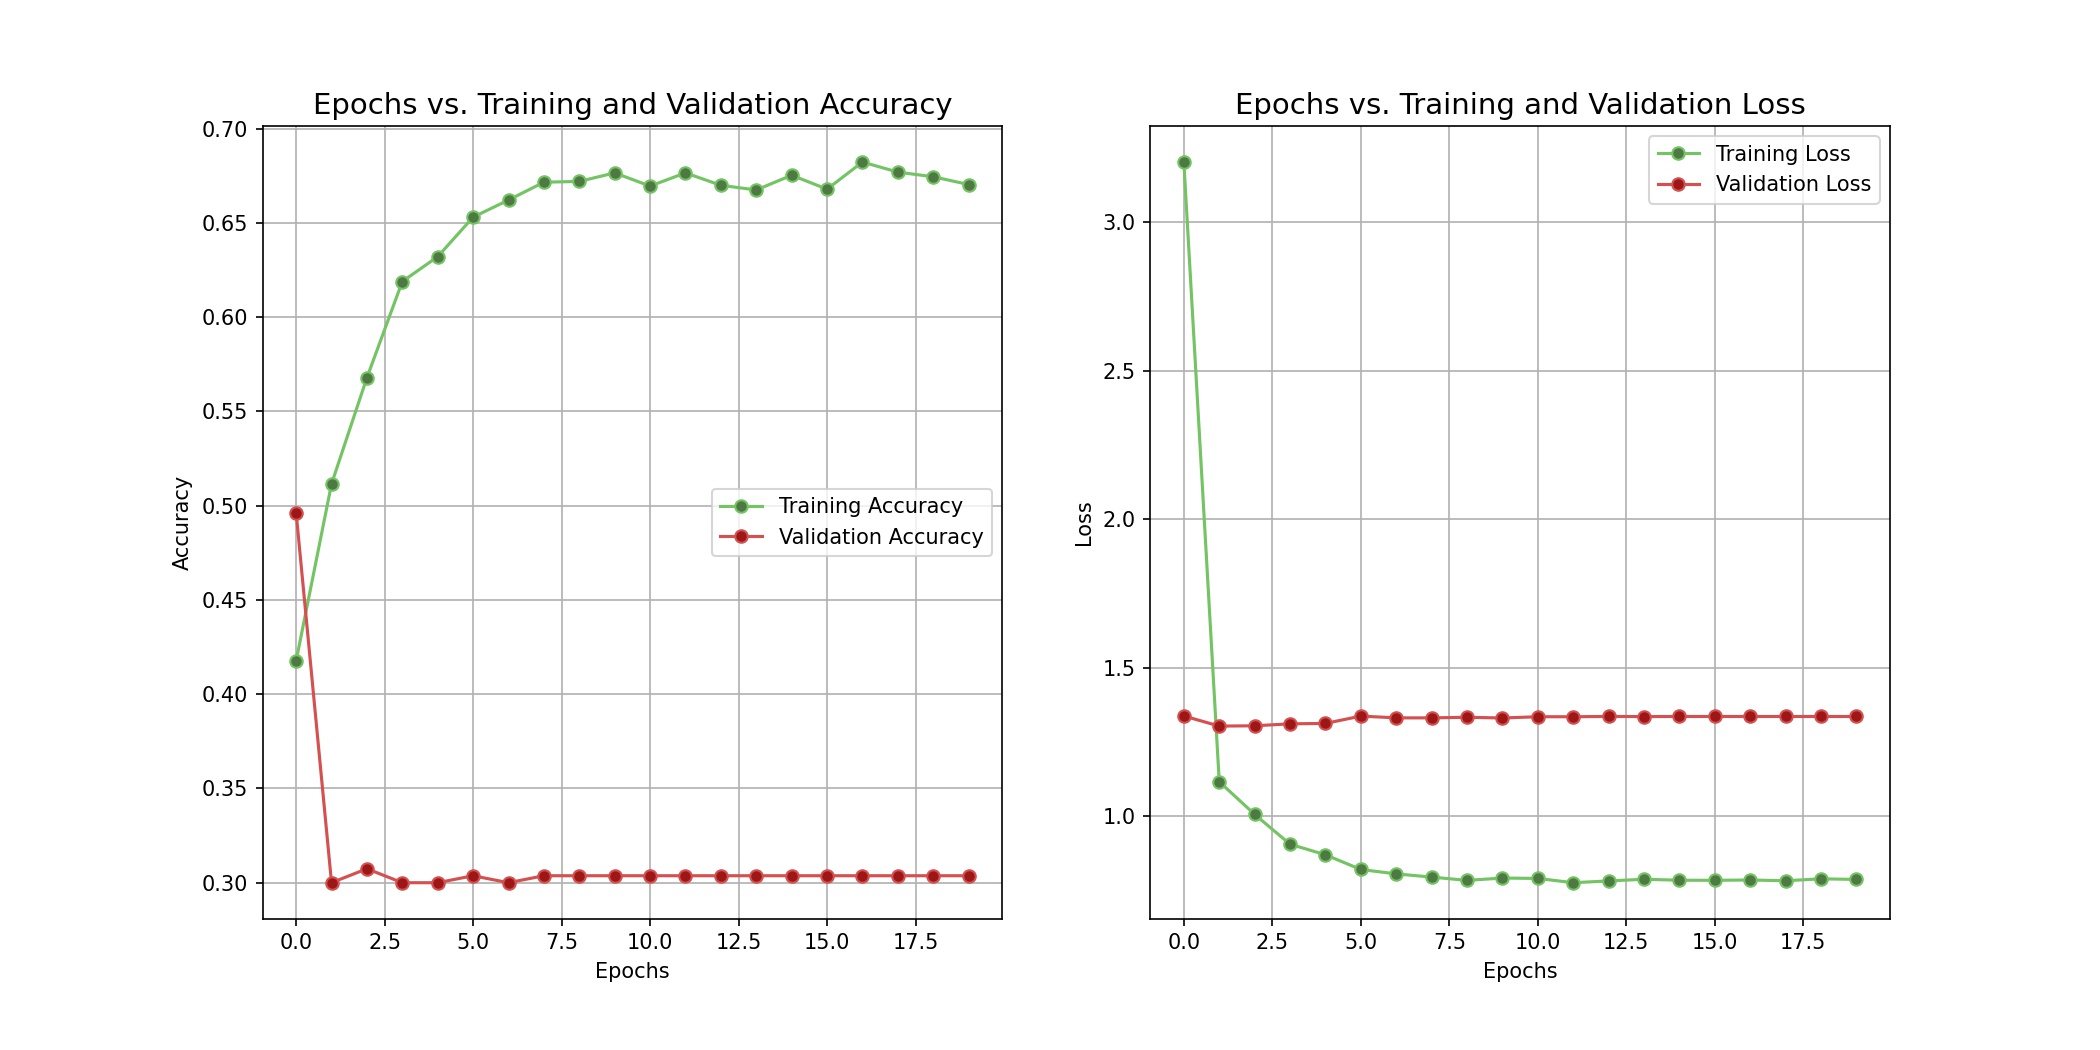 Epochs vs. Training and Validation Accuracy
0.70
0.65
0.60
0.55
0.50
0.45
0.40
0.35
0.30
Accuracy
Training Accuracy
Validation Accuracy
0.0 2.5 5.0 7.5 10.0 12.5 15.0 17.5
Epochs
Epochs vs. Training and Validation Loss
Training Loss
Validation Loss
3.0
2.5
2.0
1.5
1.0
Loss
0.0 2.5 5.0 7.5 10.0 12.5 15.0 17.5
Epochs